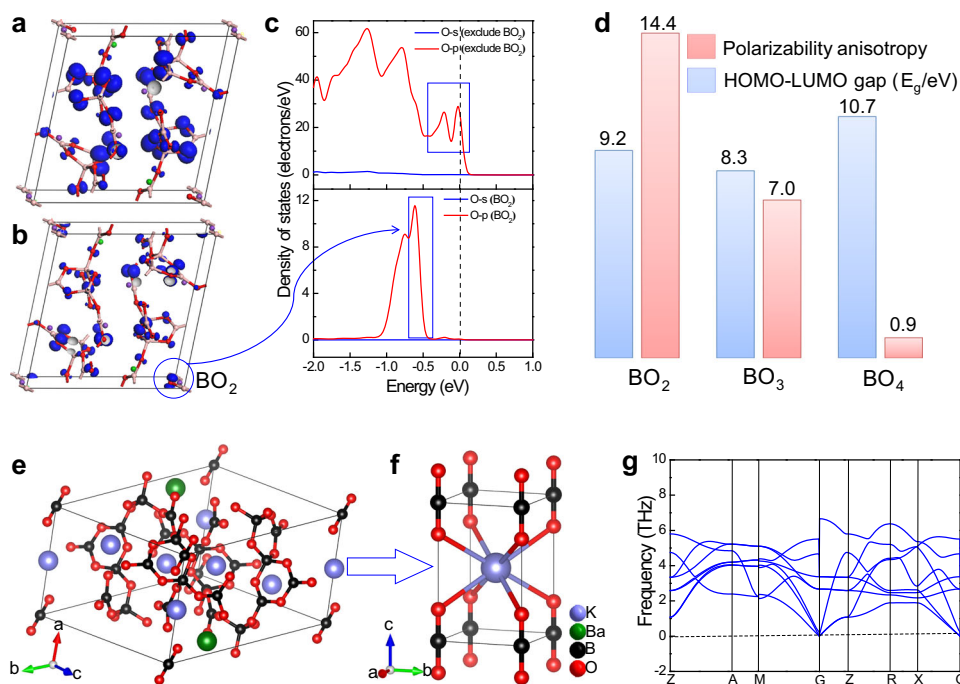 a
b
BO2
c
O-s (exclude BO2)
O-p (exclude BO2)
60
40
20
0
O-s (BO2)
O-p (BO2)
12
9
6
3
0
Density of states (electrons/eV)
-2.0 -1.5 -1.0 -0.5 0.0 0.5 1.0
Energy (eV)
d
14.4
Polarizability anisotropy
HOMO-LUMO gap (Eg/eV)
9.2
8.3
7.0
10.7
0.9
BO2 BO3 BO4
e
a
b
c
f
c
a b
K
Ba
B
O
g
10
8
6
4
2
0
-2
Frequency (THz)
Z A M G Z R X G